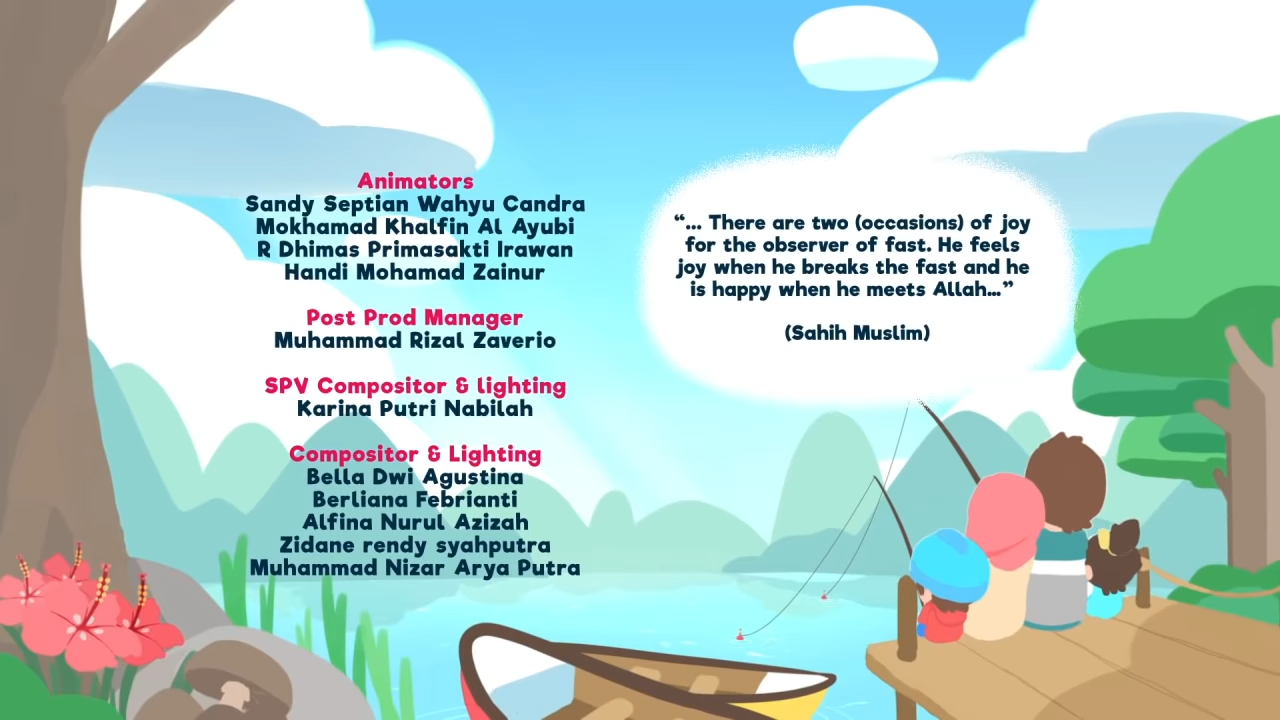 Animators
Sandy Septian Wahyu Candra
Mokhamad Khalfin Al Ayubi
R Dhimas Primasakti Irawan
Handi Mohamad Zainur
Post Prod Manager
Muhammad Rizal Zaverio
SPV Compositor & lighting
Karina Putri Nabilah
Compositor & Lighting
Bella Dwi Agustina
Berliana Febrianti
Alfina Nurul Azizah
Zidane rendy syahputra
Muhammad Nizar Arya Putra
“... There are two (occasions) of joy
for the observer of fast. He feels
joy when he breaks the fast and he
is happy when he meets Allah...”
(Sahih Muslim)